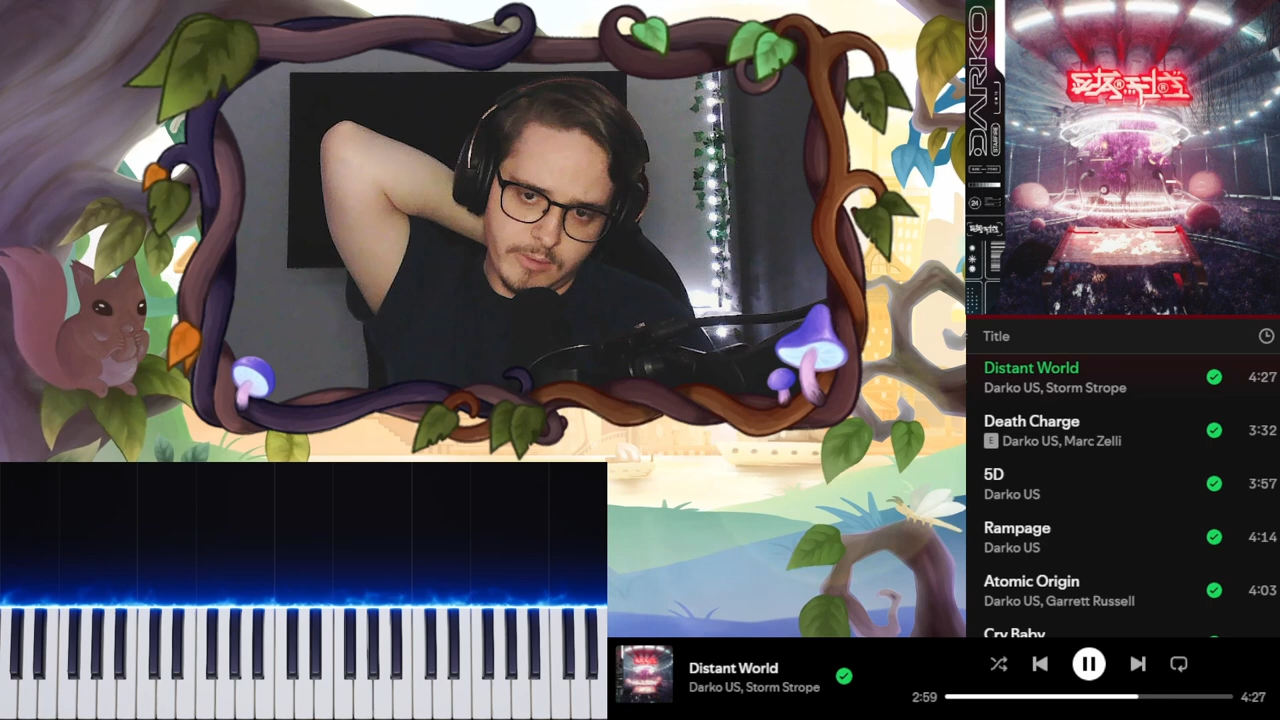 DARKO
STARFIRE
24
Title
Distant World
Darko US, Storm Strope
4:27
Death Charge
E Darko US, Marc Zelli
3:32
5D
Darko US
3:57
Rampage
Darko US
4:14
Atomic Origin
Darko US, Garrett Russell
4:03
Cry Baby
Distant World
Darko US, Storm Strope
2:59
4:27